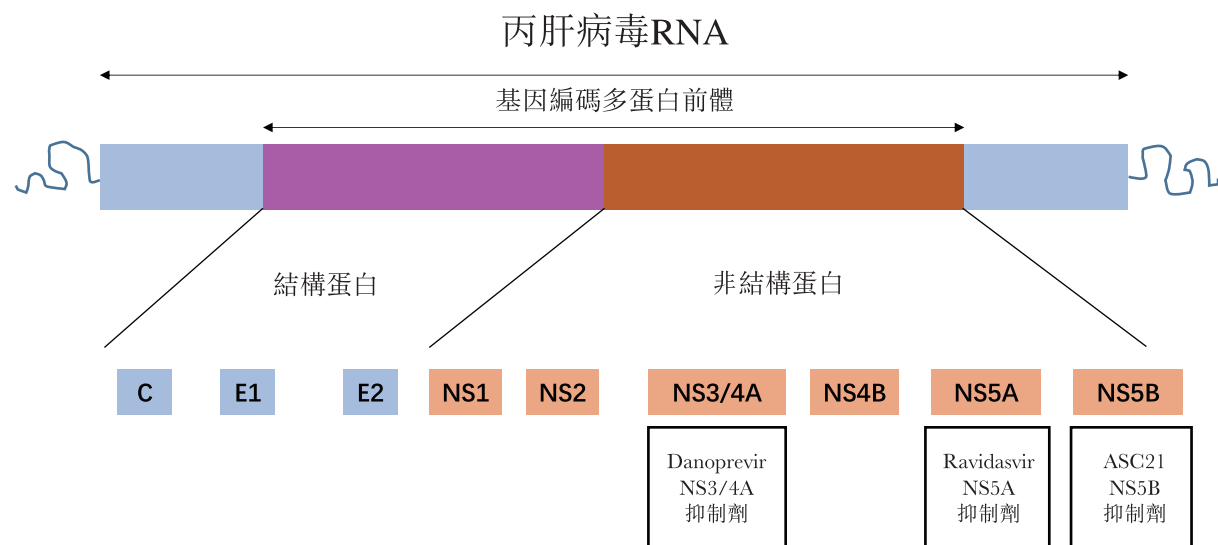 丙肝病毒RNA
基因編碼多蛋白前體
結構蛋白
非結構蛋白
C
E1
E2
NS1
NS2
NS3/4A
NS4B
NS5A
NS5B
Danoprevir
NS3/4A
抑制劑
Ravidasvir
NS5A
抑制劑
ASC21
NS5B
抑制劑